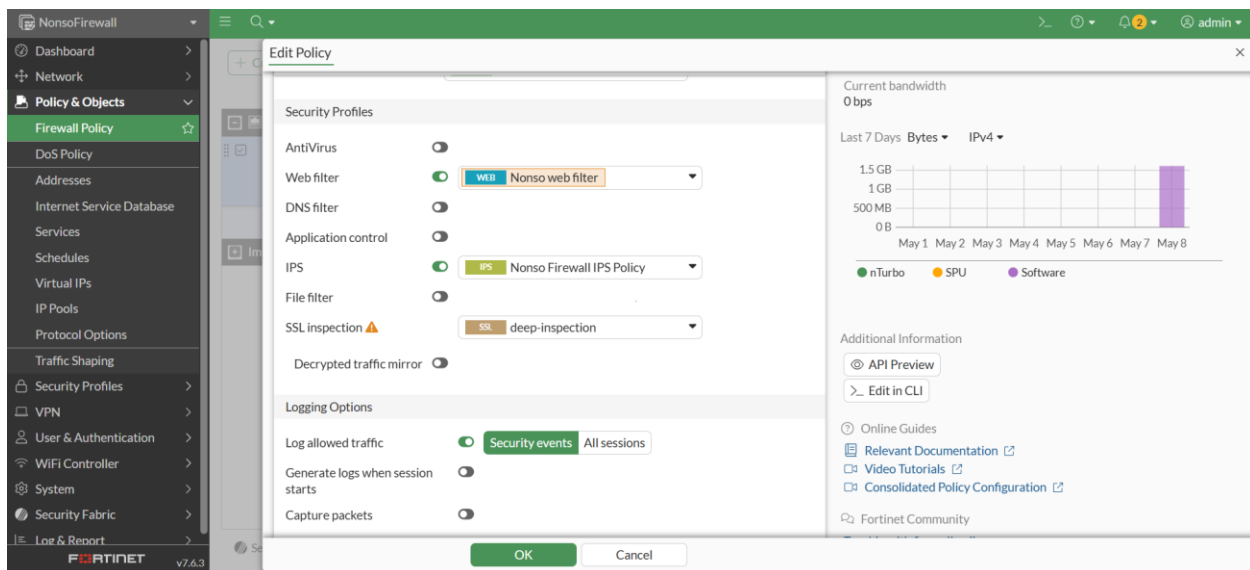 NonsoFirewall
admin
2
Dashboard
Network
Policy & Objects
Firewall Policy
DoS Policy
Addresses
Internet Service Database
Services
Schedules
Virtual IPs
IP Pools
Protocol Options
Traffic Shaping
Security Profiles
VPN
User & Authentication
WiFi Controller
System
Security Fabric
Log & Report
FORTINET
v7.6.3
Edit Policy
Security Profiles
AntiVirus
Web filter WEB Nonso web filter
DNS filter
Application control
IPS IPS Nonso Firewall IPS Policy
File filter
SSL inspection SSL deep-inspection
Decrypted traffic mirror
Logging Options
Log allowed traffic Security events All sessions
Generate logs when session
starts
Capture packets
OK Cancel
Current bandwidth
0 bps
Last 7 Days Bytes IPv4
1.5 GB
1 GB
500 MB
0 B
May 1 May 2 May 3 May 4 May 5 May 6 May 7 May 8
nTurbo SPU Software
Additional Information
API Preview
>_ Edit in CLI
Online Guides
Relevant Documentation
Video Tutorials
Consolidated Policy Configuration
Fortinet Community